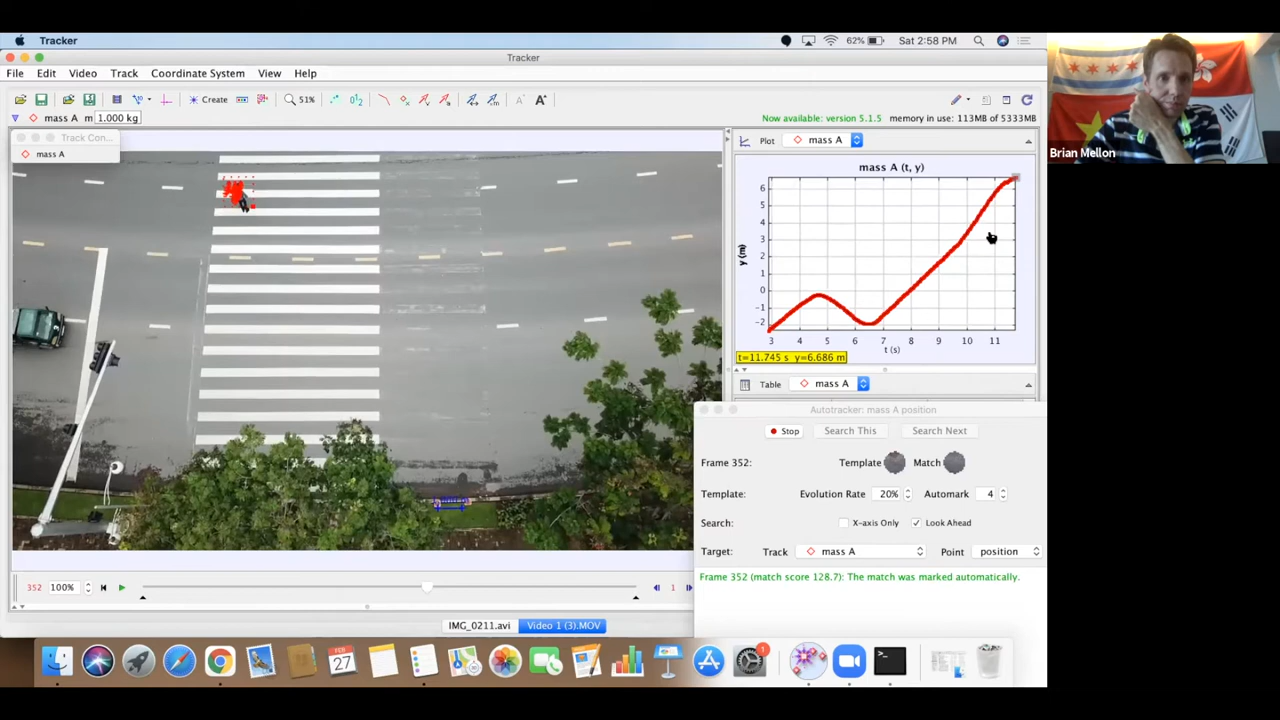 Tracker
62%
Sat 2:58 PM
Tracker
File Edit Video Track Coordinate System View Help
Create
51%
A A
mass A m 1.000 kg
Now available: version 5.1.5 memory in use: 113MB of 5333MB
Track Con...
mass A
Plot mass A
mass A (t, y)
6
5
4
3
2
1
0
-1
-2
y (m)
3 4 5 6 7 8 9 10 11
t (s)
t=11.745 s y=6.686 m
Table mass A
Autotracker: mass A position
Stop Search This Search Next
Frame 352: Template Match
Template: Evolution Rate 20% Automark 4
Search: X-axis Only Look Ahead
Target: Track mass A Point position
Frame 352 (match score 128.7): The match was marked automatically.
352 100% 1
IMG_0211.avi Video 1 (3).MOV
FEB
27
1
Brian Mellon